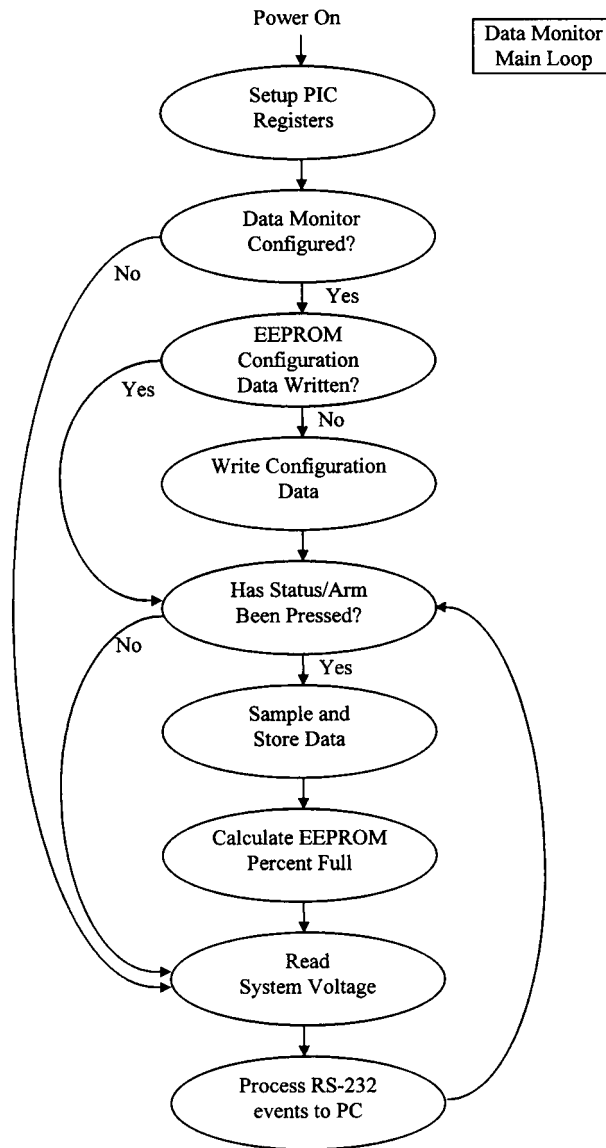 Power On
Data Monitor
Main Loop
Setup PIC
Registers
Data Monitor
Configured?
No
Yes
EEPROM
Configuration
Data Written?
Yes
No
Write Configuration
Data
Has Status/Arm
Been Pressed?
No
Yes
Sample and
Store Data
Calculate EEPROM
Percent Full
Read
System Voltage
Process RS-232
events to PC